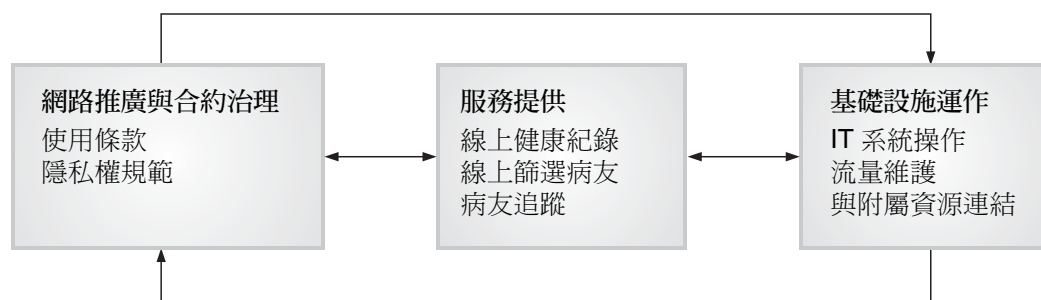 網路推廣與合約治理
使用條款
隱私權規範
服務提供
線上健康紀錄
線上篩選病友
病友追蹤
基礎設施運作
IT 系統操作
流量維護
與附屬資源連結